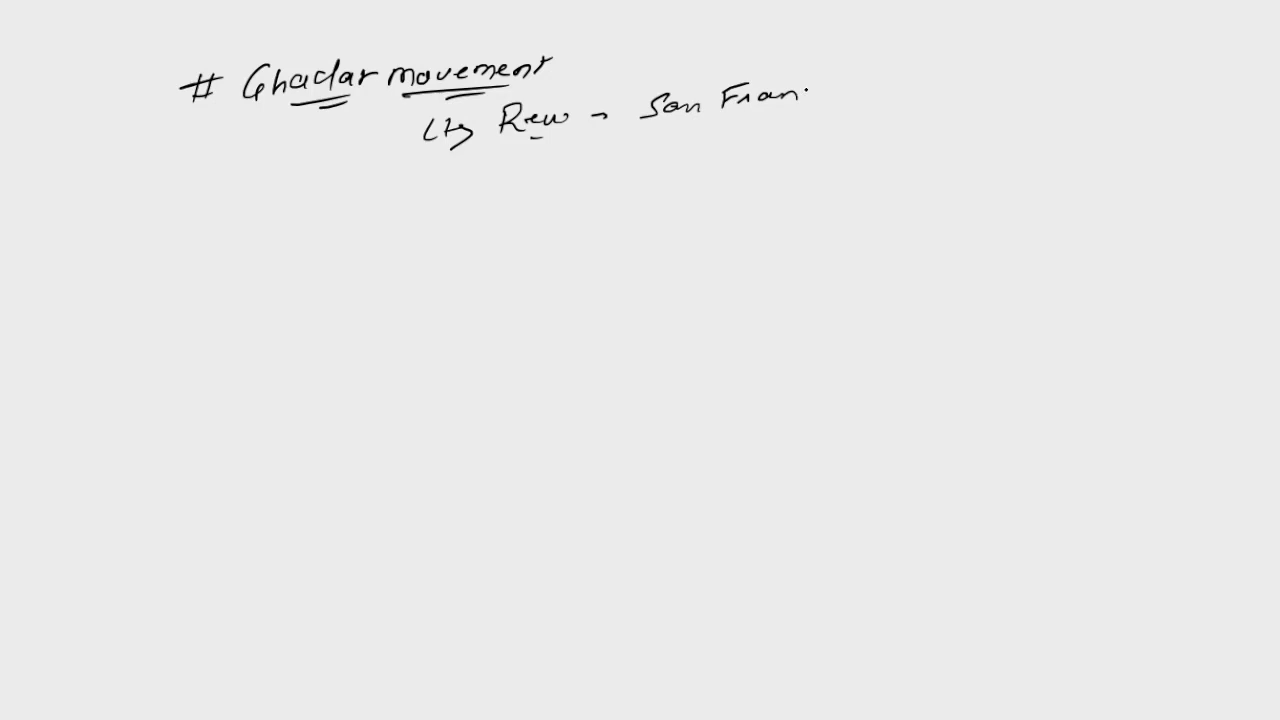 # Ghadar movement
Rew → San Fran.